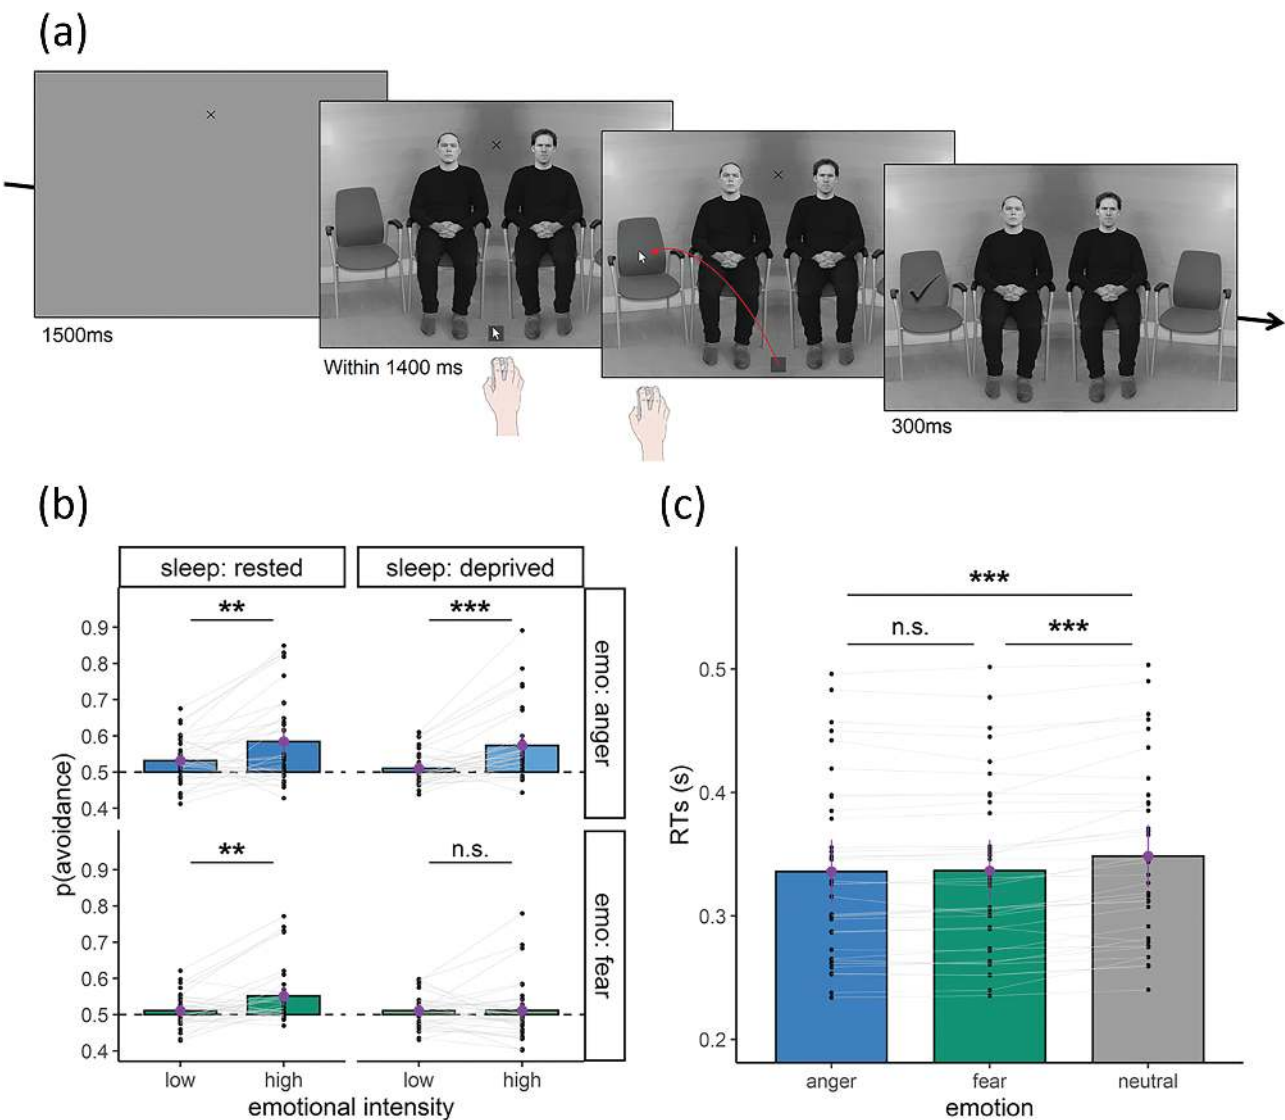 (a)
1500ms
Within 1400 ms
300ms
(b)
sleep: rested
sleep: deprived
**
***
0.9
0.8
0.7
0.6
0.5
0.4
emo: anger
**
n.s.
0.9
0.8
0.7
0.6
0.5
0.4
emo: fear
p(avoidance)
low
high
low
high
emotional intensity
(c)
***
n.s.
***
0.5
0.4
0.3
0.2
RTs (s)
anger
fear
neutral
emotion